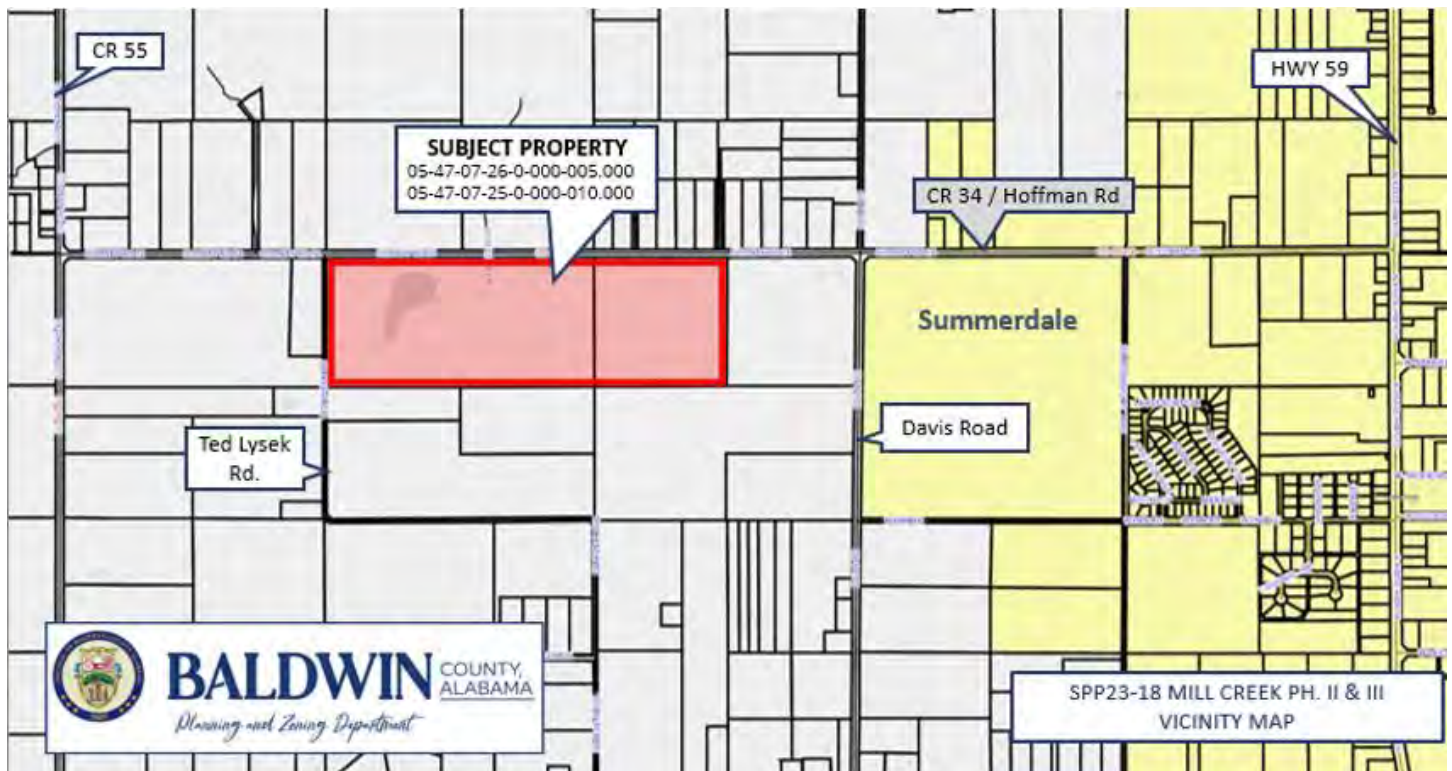 CR 55
HWY 59
SUBJECT PROPERTY
05-47-07-26-0-000-005.000
05-47-07-25-0-000-010.000
CR 34 / Hoffman Rd
Summerdale
Davis Road
Ted Lysek
Rd.
BALDWIN COUNTY,
ALABAMA
Planning and Zoning Department
SPP23-18 MILL CREEK PH. II & III
VICINITY MAP